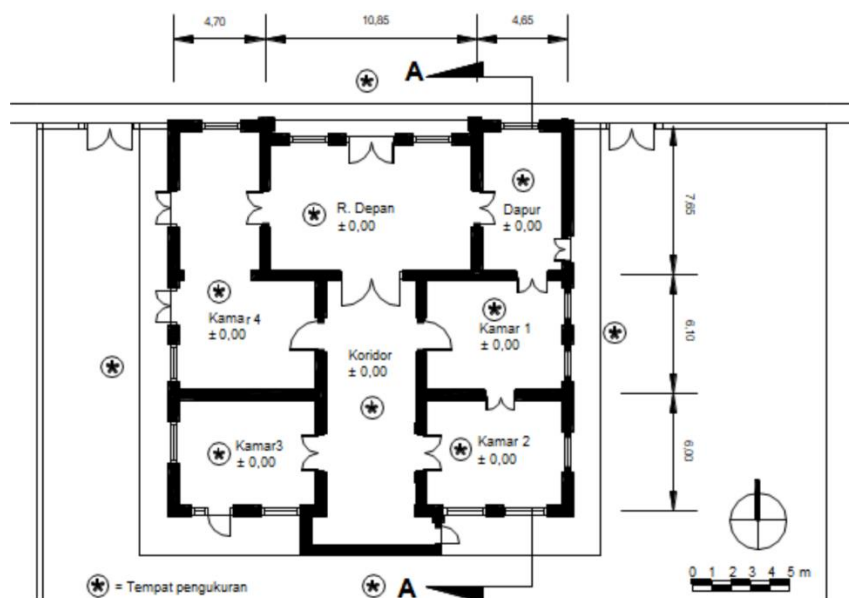 4,70
10,85
4,65
A
R. Depan
± 0,00
Dapur
± 0,00
7,65
Kamar 4
± 0,00
Kamar 1
± 0,00
6,10
Koridor
± 0,00
Kamar3
± 0,00
Kamar 2
± 0,00
6,00
0 1 2 3 4 5 m
= Tempat pengukuran
A